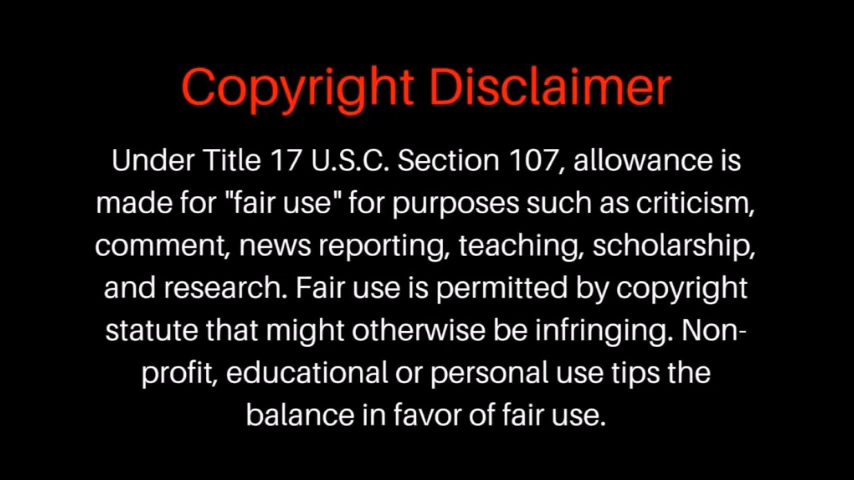 Copyright Disclaimer
Under Title 17 U.S.C. Section 107, allowance is
made for "fair use" for purposes such as criticism,
comment, news reporting, teaching, scholarship,
and research. Fair use is permitted by copyright
statute that might otherwise be infringing. Non-
profit, educational or personal use tips the
balance in favor of fair use.